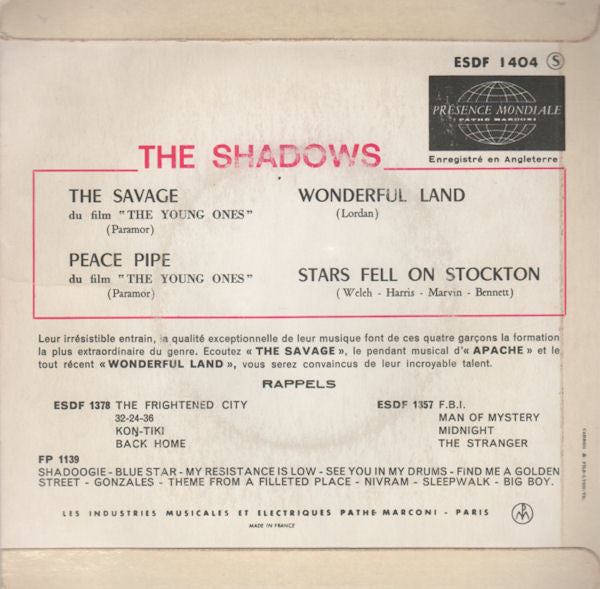 ESDF 1404 S
PRÉSENCE MONDIALE
PATHÉ MARCONI
Enregistré en Angleterre
THE SHADOWS
THE SAVAGE
du film "THE YOUNG ONES"
(Paramor)
PEACE PIPE
du film "THE YOUNG ONES"
(Paramor)
WONDERFUL LAND
(Lordan)
STARS FELL ON STOCKTON
(Welch - Harris - Marvin - Bennett)
Leur irrésistible entrain, la qualité exceptionnelle de leur musique font de ces quatre garçons la formation
la plus extraordinaire du genre. Ecoutez « THE SAVAGE », le pendant musical d'« APACHE » et le
tout récent « WONDERFUL LAND », vous serez convaincus de leur incroyable talent.
RAPPELS
ESDF 1378 THE FRIGHTENED CITY
32-24-36
KON-TIKI
BACK HOME
ESDF 1357 F.B.I.
MAN OF MYSTERY
MIDNIGHT
THE STRANGER
FP 1139
SHADOOGIE - BLUE STAR - MY RESISTANCE IS LOW - SEE YOU IN MY DRUMS - FIND ME A GOLDEN
STREET - GONZALES - THEME FROM A FILLETED PLACE - NIVRAM - SLEEPWALK - BIG BOY.
LES INDUSTRIES MUSICALES ET ELECTRIQUES PATHE MARCONI - PARIS
MADE IN FRANCE